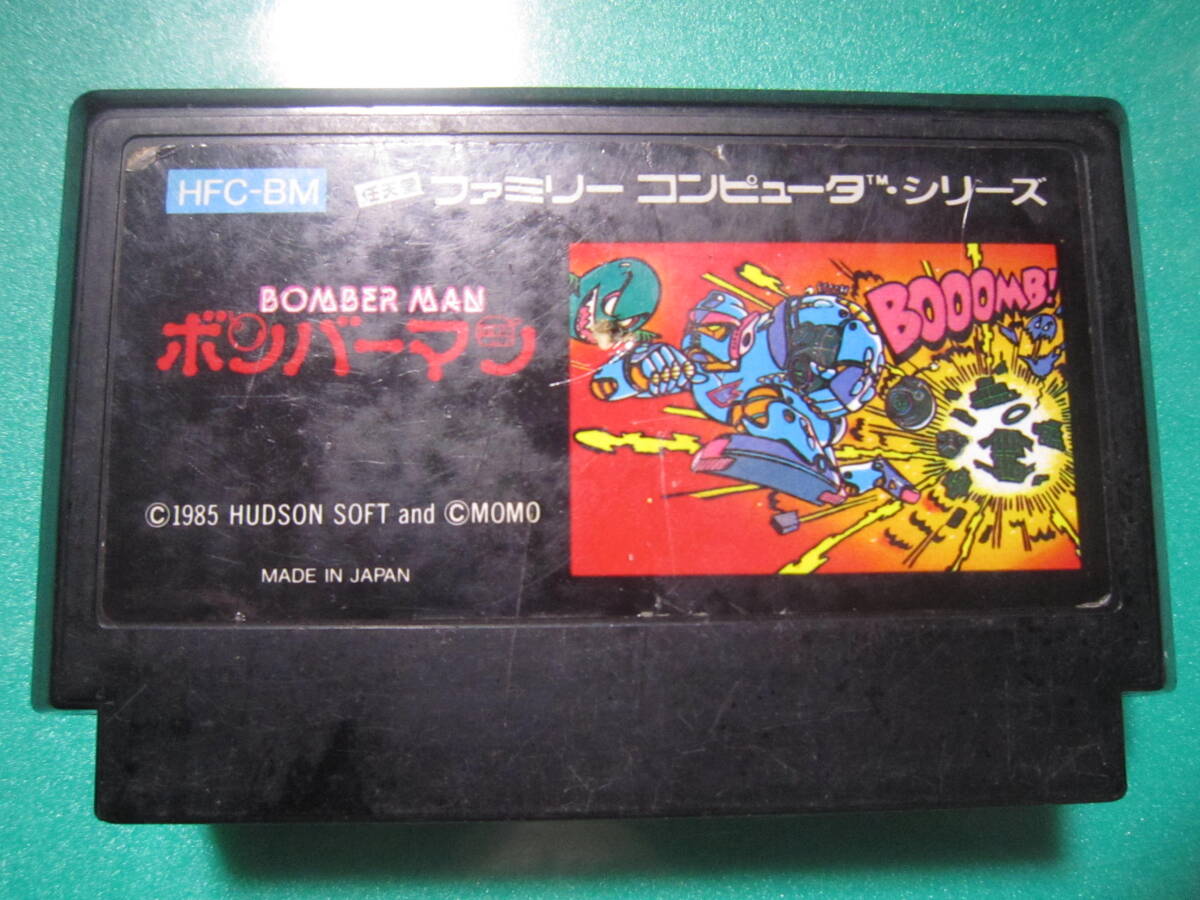 HFC-BM 任天堂 ファミリー コンピュータ™・シリーズ
BOMBER MAN
ボンバーマン
BOOOMB!
©1985 HUDSON SOFT and ©MOMO
MADE IN JAPAN